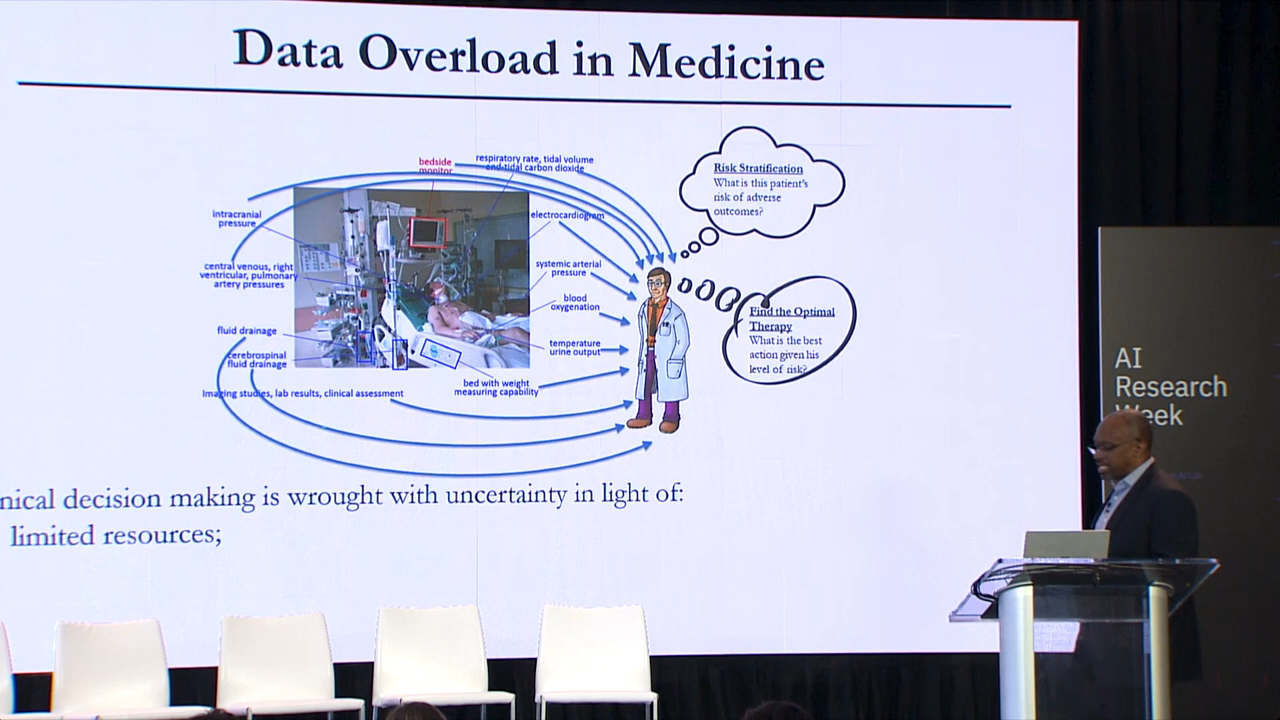 Data Overload in Medicine
bedside
monitor
respiratory rate, tidal volume
end-tidal carbon dioxide
intracranial
pressure
electrocardiogram
central venous, right
ventricular, pulmonary
artery pressures
systemic arterial
pressure
blood
oxygenation
fluid drainage
temperature
urine output
cerebrospinal
fluid drainage
bed with weight
measuring capability
Imaging studies, lab results, clinical assessment
Risk Stratification
What is this patient's
risk of adverse
outcomes?
Find the Optimal
Therapy
What is the best
action given his
level of risk?
nical decision making is wrought with uncertainty in light of:
limited resources;
AI
Research
Week